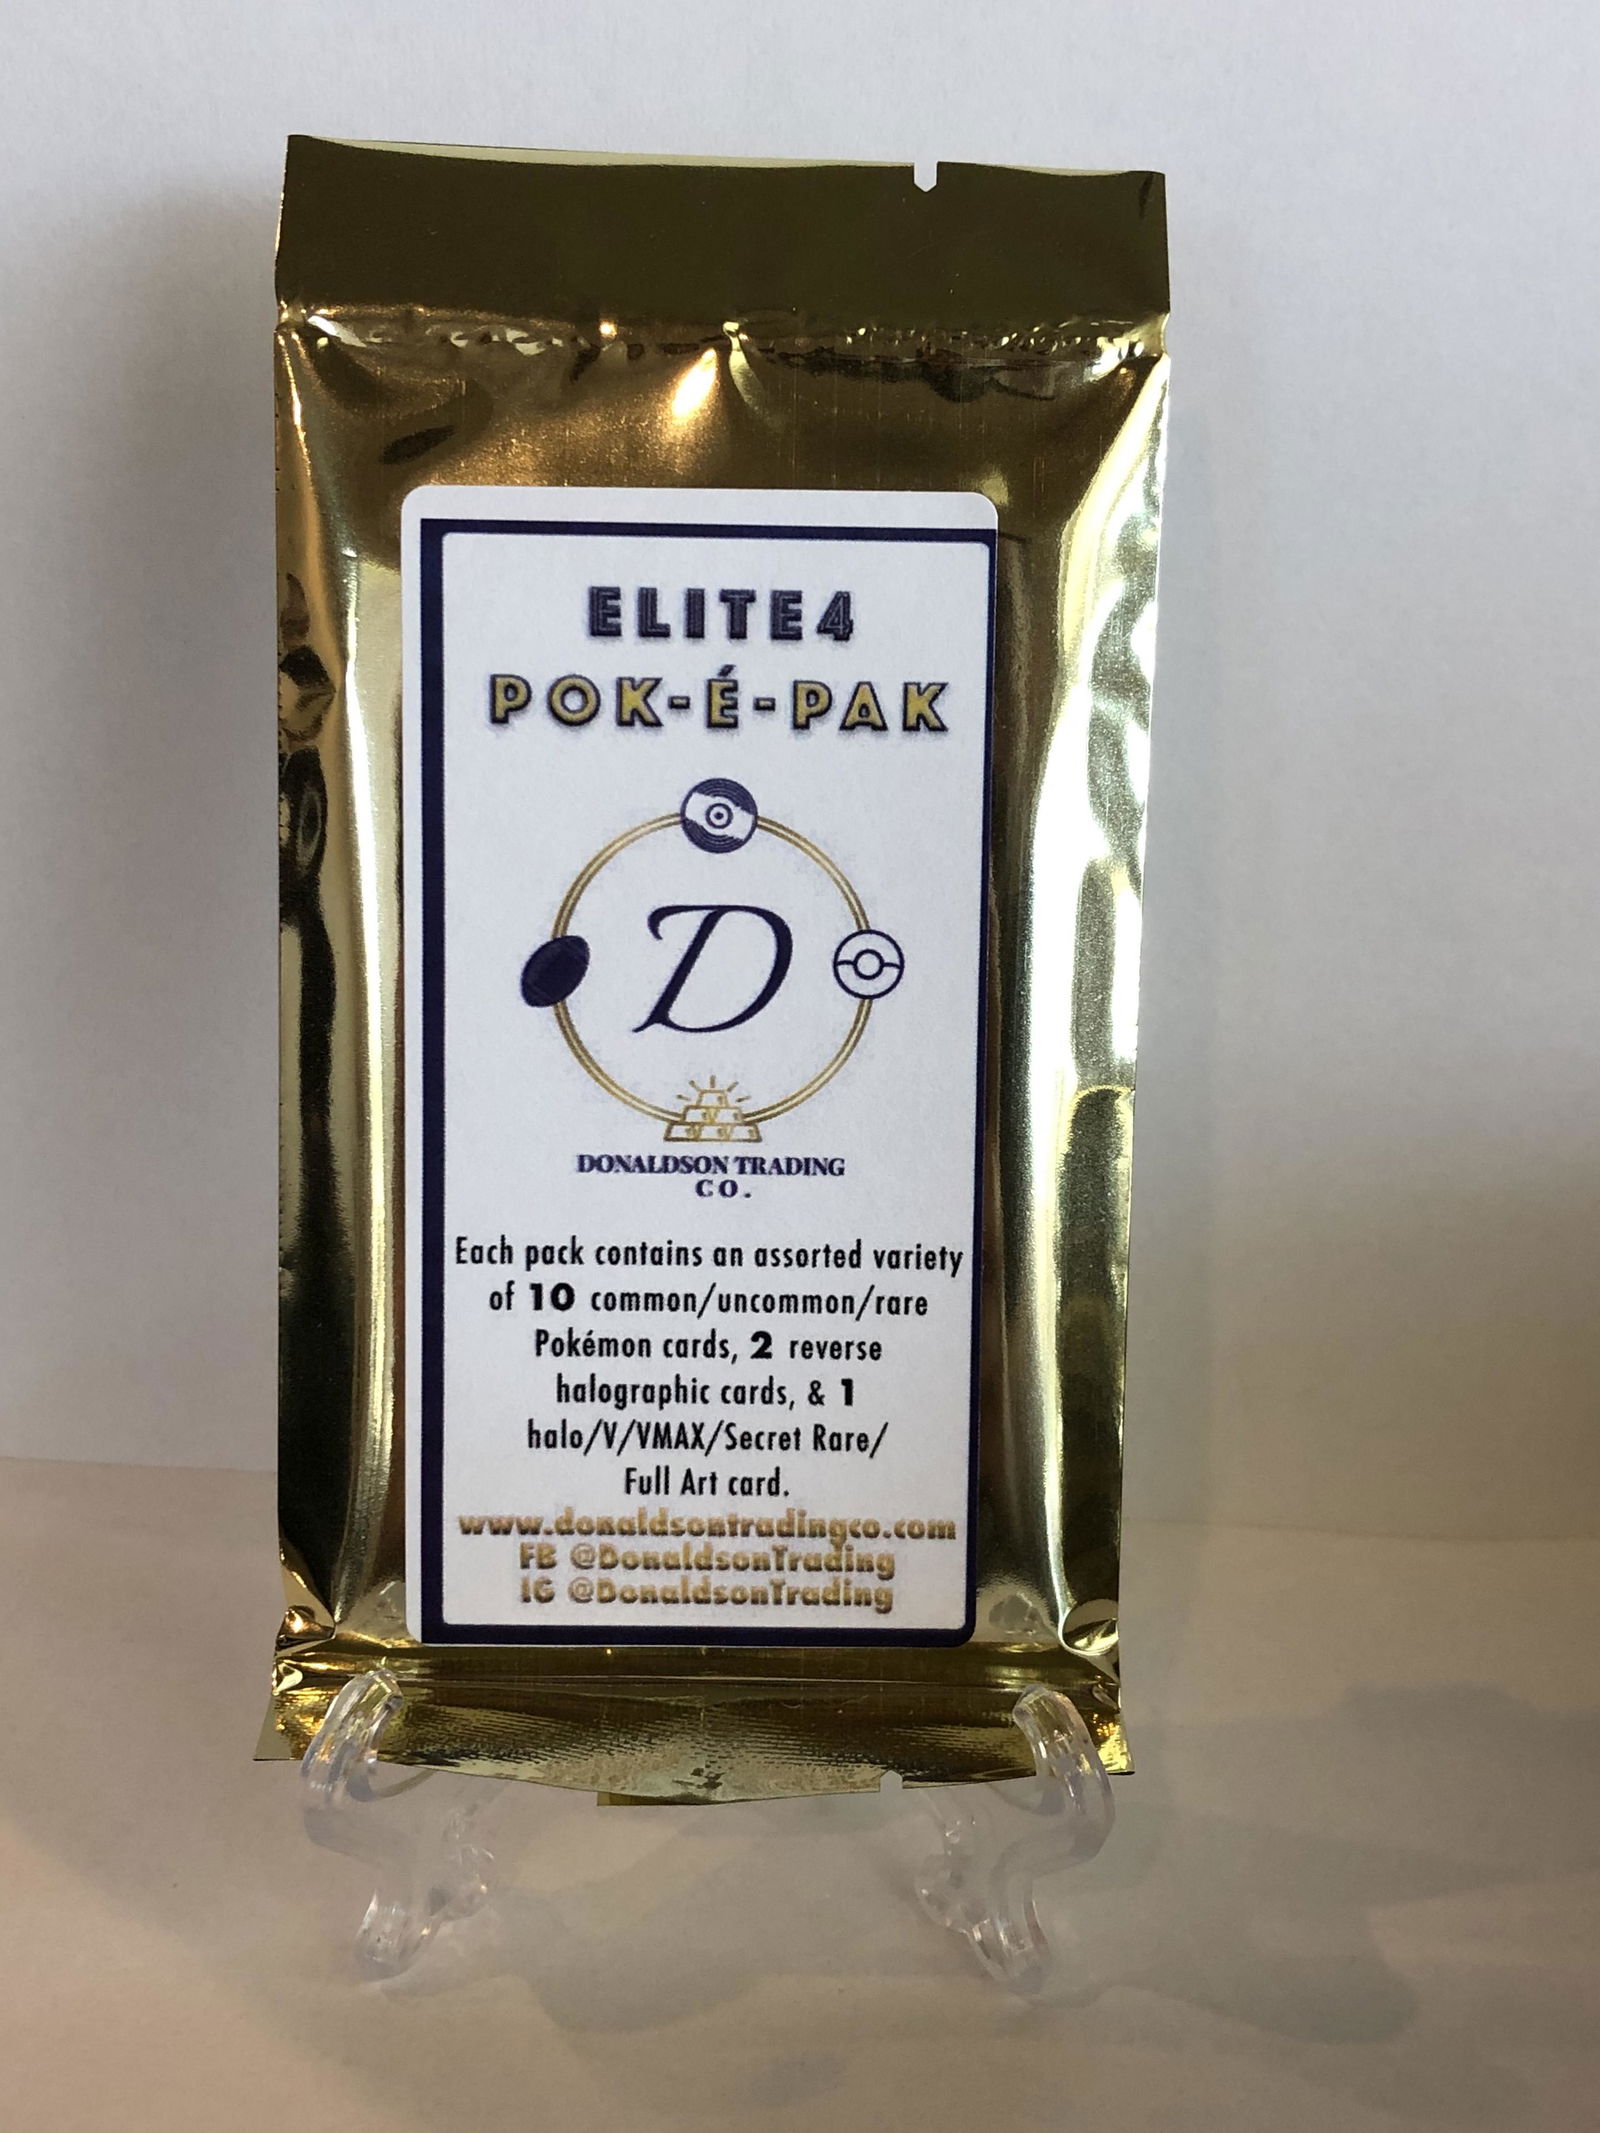 ELITE4
POK-É-PAK
D
DONALDSON TRADING
CO.
Each pack contains an assorted variety
of 10 common/uncommon/rare
Pokémon cards, 2 reverse
halographic cards, & 1
halo/V/VMAX/Secret Rare/
Full Art card.
www.donaldsontradingco.com
FB @DonaldsonTrading
IG @DonaldsonTrading